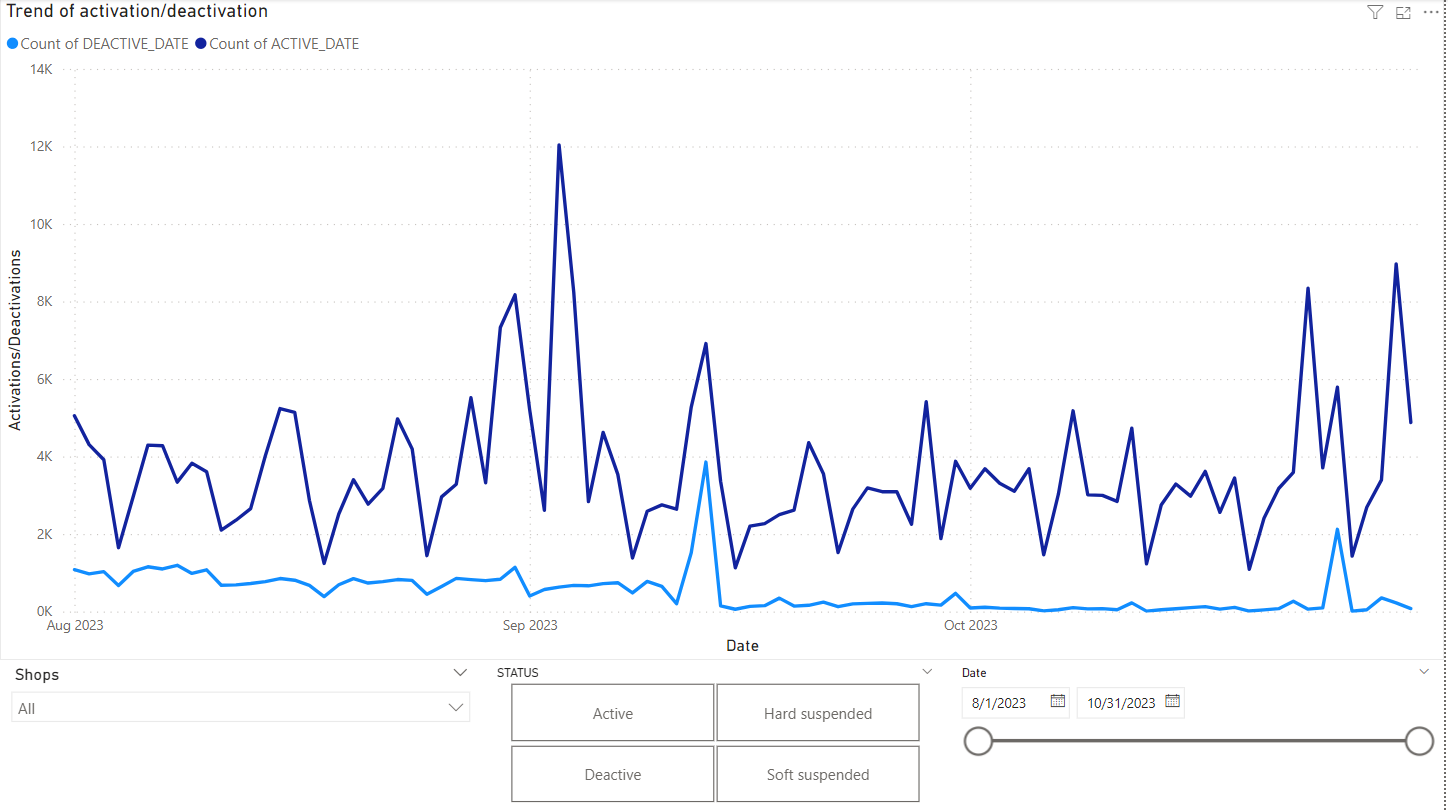 Trend of activation/deactivation
Count of DEACTIVE_DATE Count of ACTIVE_DATE
14K
12K
10K
8K
6K
4K
2K
0K
Activations/Deactivations
Aug 2023 Sep 2023 Oct 2023
Date
Shops
All
STATUS
Active Hard suspended
Deactive Soft suspended
Date
8/1/2023 10/31/2023